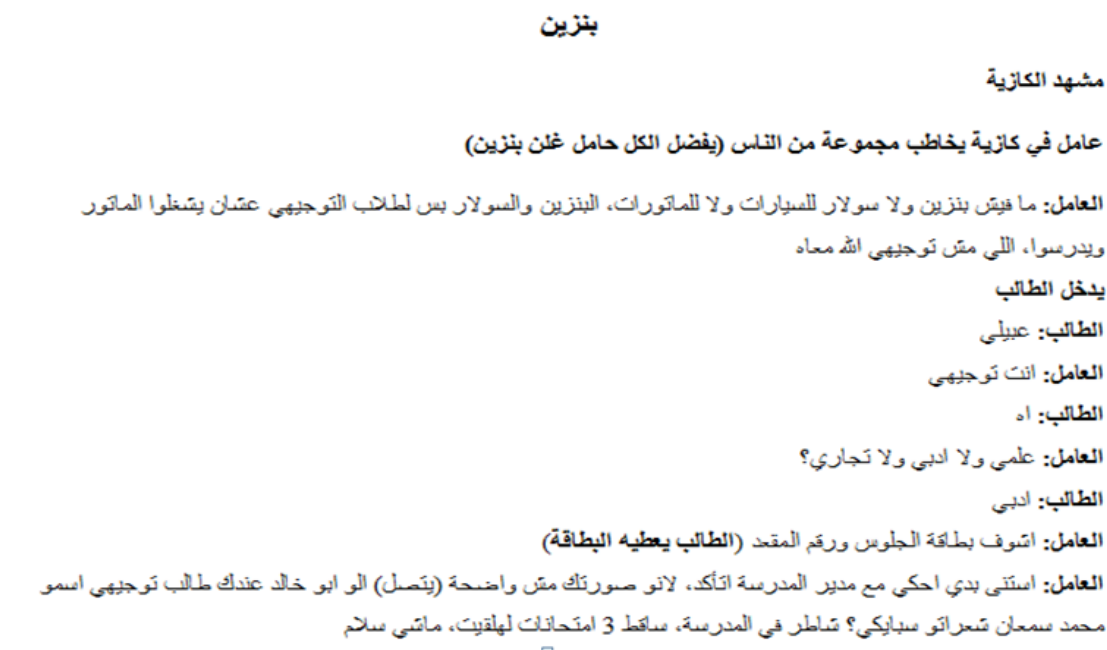 بنزين
مشهد الكازية
عامل في كازية يخاطب مجموعة من الناس (يفضل الكل حامل غلن بنزين)
العامل: ما فيش بنزين ولا سولار للسيارات ولا للماتورات، البنزين والسولار بس لطلاب التوجيهي عشان يشغلوا الماتور
ويدرسوا، اللي مش توجيهي الله معاه
يدخل الطالب
الطالب: عبيلي
العامل: انت توجيهي
الطالب: اه
العامل: علمي ولا ادبي ولا تجاري؟
الطالب: ادبي
العامل: اشوف بطاقة الجلوس ورقم المقعد (الطالب يعطيه البطاقة)
العامل: استنى بدي احكي مع مدير المدرسة اتأكد، لانو صورتك مش واضحة (يتصل) الو ابو خالد عندك طالب توجيهي اسمو
محمد سمعان شعراتو سبايكي؟ شاطر في المدرسة، ساقط 3 امتحانات لهلقيت، ماشي سلام